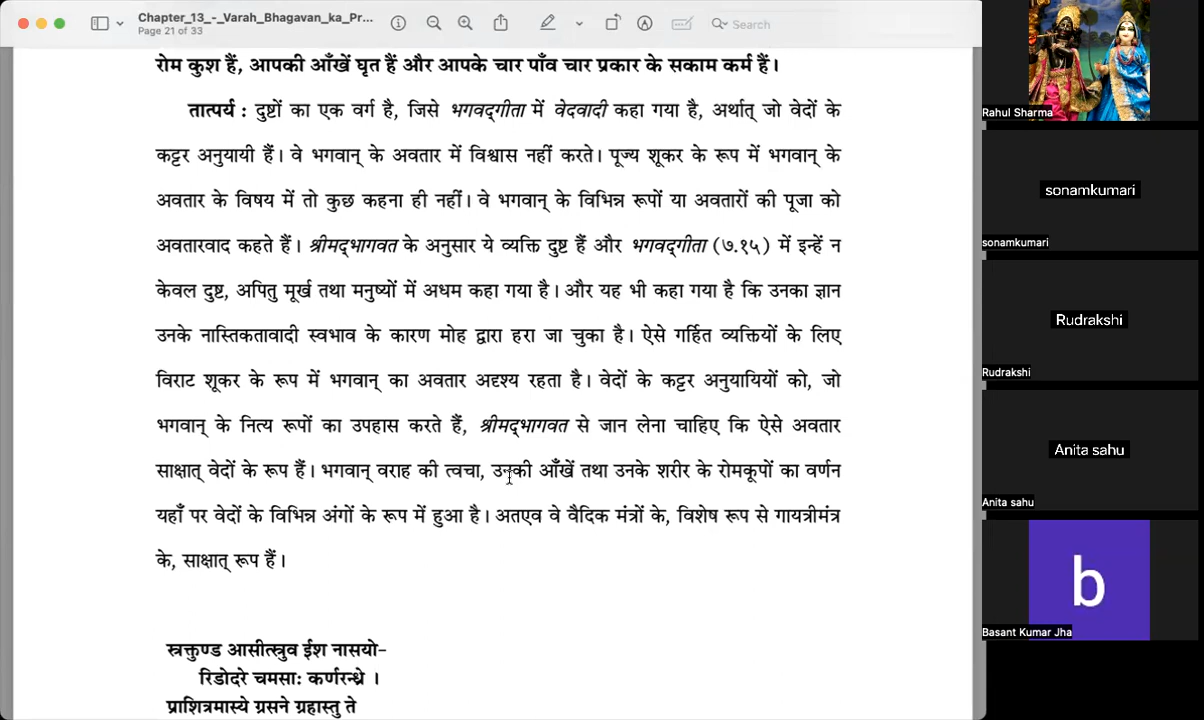 Chapter_13_-_Varah_Bhagavan_ka_Pr...
Page 21 of 33
Search
रोम कुश हैं, आपकी आँखें घृत हैं और आपके चार पाँव चार प्रकार के सकाम कर्म हैं।
तात्पर्य : दुष्टों का एक वर्ग है, जिसे भगवद्‌गीता में वेदवादी कहा गया है, अर्थात् जो वेदों के
कट्टर अनुयायी हैं। वे भगवान् के अवतार में विश्वास नहीं करते। पूज्य शूकर के रूप में भगवान् के
अवतार के विषय में तो कुछ कहना ही नहीं। वे भगवान् के विभिन्न रूपों या अवतारों की पूजा को
अवतारवाद कहते हैं। श्रीमद्‌भागवत के अनुसार ये व्यक्ति दुष्ट हैं और भगवद्‌गीता (७.१५) में इन्हें न
केवल दुष्ट, अपितु मूर्ख तथा मनुष्यों में अधम कहा गया है। और यह भी कहा गया है कि उनका ज्ञान
उनके नास्तिकतावादी स्वभाव के कारण मोह द्वारा हरा जा चुका है। ऐसे गर्हित व्यक्तियों के लिए
विराट शूकर के रूप में भगवान् का अवतार अदृश्य रहता है। वेदों के कट्टर अनुयायियों को, जो
भगवान् के नित्य रूपों का उपहास करते हैं, श्रीमद्‌भागवत से जान लेना चाहिए कि ऐसे अवतार
साक्षात् वेदों के रूप हैं। भगवान् वराह की त्वचा, उनकी आँखें तथा उनके शरीर के रोमकूपों का वर्णन
यहाँ पर वेदों के विभिन्न अंगों के रूप में हुआ है। अतएव वे वैदिक मंत्रों के, विशेष रूप से गायत्रीमंत्र
के, साक्षात् रूप हैं।
स्त्रक्तुण्ड आसीत्स्त्रुव ईश नासयो-
रिडोदरे चमसाः कर्णरन्ध्रे ।
प्राशित्रमास्ये ग्रसने ग्रहास्तु ते
Rahul Sharma
sonamkumari
sonamkumari
Rudrakshi
Rudrakshi
Anita sahu
Anita sahu
b
Basant Kumar Jha